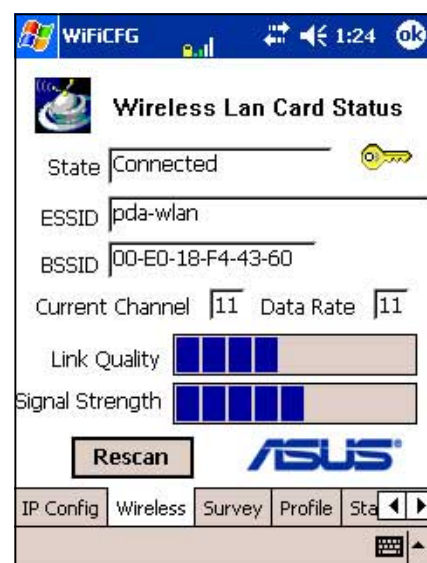 WiFiCFG 1:24 ok
Wireless Lan Card Status
State Connected
ESSID pda-wlan
BSSID 00-E0-18-F4-43-60
Current Channel 11 Data Rate 11
Link Quality
Signal Strength
Rescan ASUS
IP Config Wireless Survey Profile Sta